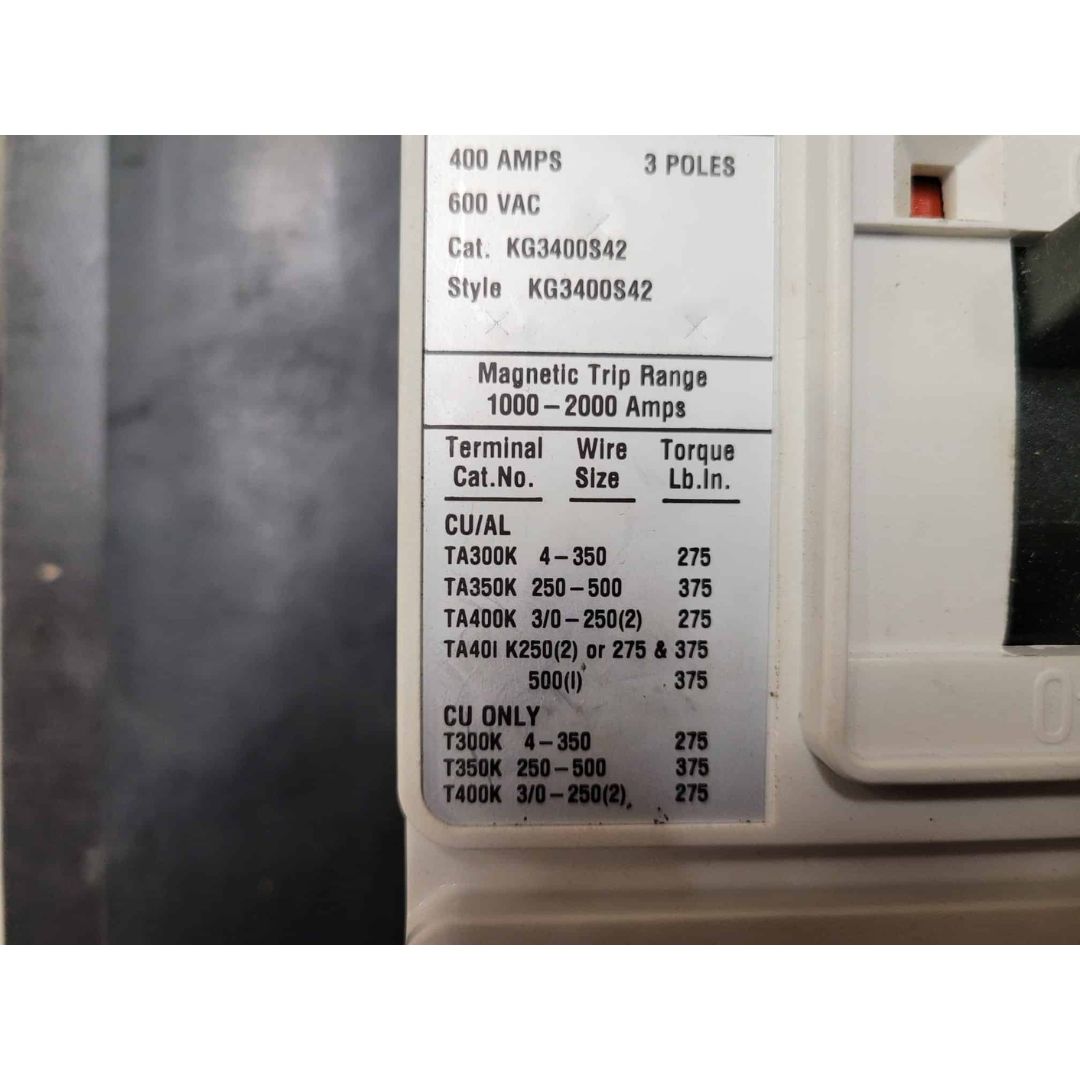 400 AMPS 3 POLES
600 VAC
Cat. KG3400S42
Style KG3400S42
Magnetic Trip Range
1000-2000 Amps
Terminal Wire Torque
Cat.No. Size Lb.In.
CU/AL
TA300K 4-350 275
TA350K 250-500 375
TA400K 3/0-250(2) 275
TA40I K250(2) or 275 & 375
500(I) 375
CU ONLY
T300K 4-350 275
T350K 250-500 375
T400K 3/0-250(2) 275